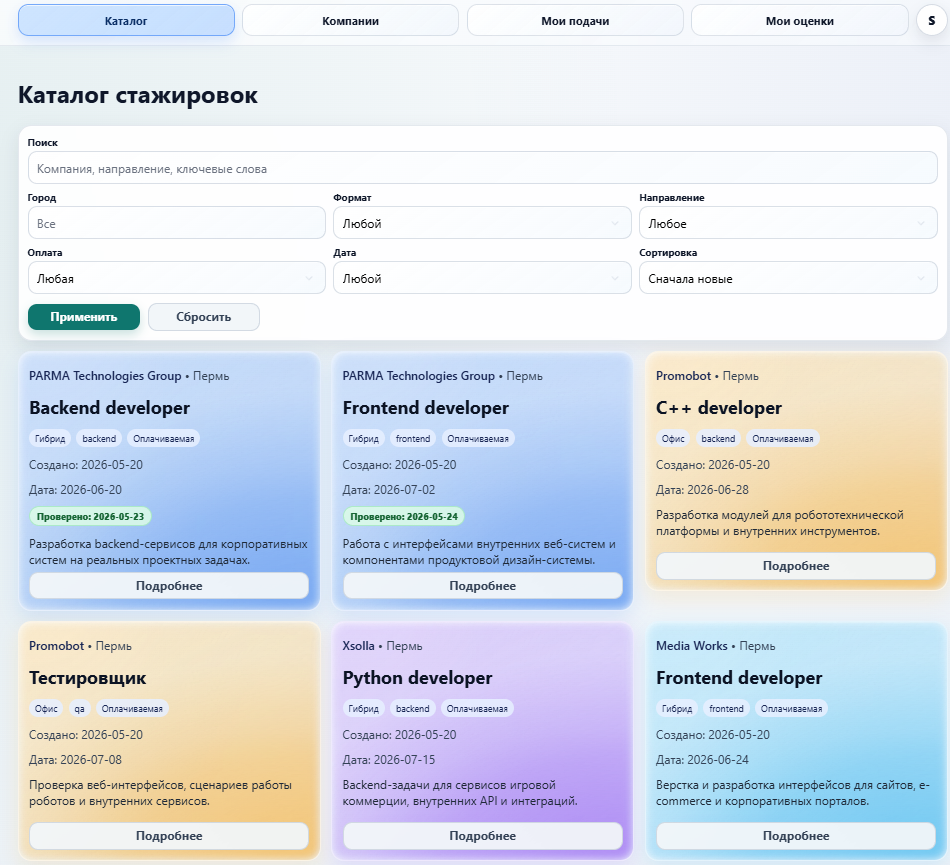 Каталог
Компании
Мои подачи
Мои оценки
S
Каталог стажировок
Поиск
Компания, направление, ключевые слова
Город
Формат
Направление
Все
Любой
Любое
Оплата
Дата
Сортировка
Любая
Любой
Сначала новые
Применить
Сбросить
PARMA Technologies Group • Пермь
Backend developer
Гибрид
backend
Оплачиваемая
Создано: 2026-05-20
Дата: 2026-06-20
Проверено: 2026-05-23
Разработка backend-сервисов для корпоративных
систем на реальных проектных задачах.
Подробнее
PARMA Technologies Group • Пермь
Frontend developer
Гибрид
frontend
Оплачиваемая
Создано: 2026-05-20
Дата: 2026-07-02
Проверено: 2026-05-24
Работа с интерфейсами внутренних веб-систем и
компонентами продуктовой дизайн-системы.
Подробнее
Promobot • Пермь
C++ developer
Офис
backend
Оплачиваемая
Создано: 2026-05-20
Дата: 2026-06-28
Разработка модулей для робототехнической
платформы и внутренних инструментов.
Подробнее
Promobot • Пермь
Тестировщик
Офис
qa
Оплачиваемая
Создано: 2026-05-20
Дата: 2026-07-08
Проверка веб-интерфейсов, сценариев работы
роботов и внутренних сервисов.
Подробнее
Xsolla • Пермь
Python developer
Гибрид
backend
Оплачиваемая
Создано: 2026-05-20
Дата: 2026-07-15
Backend-задачи для сервисов игровой
коммерции, внутренних API и интеграций.
Подробнее
Media Works • Пермь
Frontend developer
Гибрид
frontend
Оплачиваемая
Создано: 2026-05-20
Дата: 2026-06-24
Верстка и разработка интерфейсов для сайтов, e-
commerce и корпоративных порталов.
Подробнее